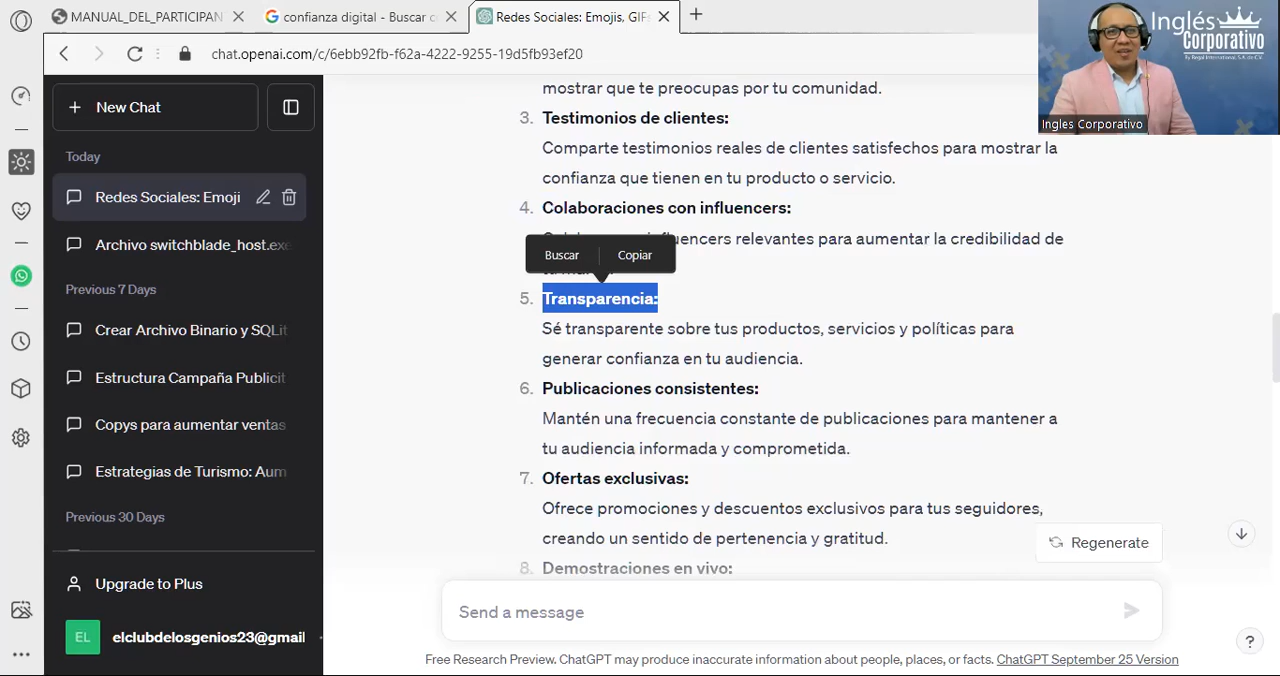 MANUAL_DEL_PARTICIPAN
confianza digital - Buscar c
Redes Sociales: Emojis, GIFs
chat.openai.com/c/6ebb92fb-f62a-4222-9255-19d5fb93ef20
Inglés
Corporativo
Ingles Corporativo
New Chat
Today
Redes Sociales: Emoji
Archivo switchblade_host.exe
Previous 7 Days
Crear Archivo Binario y SQLit
Estructura Campaña Publicit
Copys para aumentar ventas
Estrategias de Turismo: Aum
Previous 30 Days
Upgrade to Plus
EL
elclubdelosgenios23@gmail
mostrar que te preocupas por tu comunidad.
3. Testimonios de clientes:
Comparte testimonios reales de clientes satisfechos para mostrar la
confianza que tienen en tu producto o servicio.
4. Colaboraciones con influencers:
influencers relevantes para aumentar la credibilidad de
Buscar
Copiar
5. Transparencia:
Sé transparente sobre tus productos, servicios y políticas para
generar confianza en tu audiencia.
6. Publicaciones consistentes:
Mantén una frecuencia constante de publicaciones para mantener a
tu audiencia informada y comprometida.
7. Ofertas exclusivas:
Ofrece promociones y descuentos exclusivos para tus seguidores,
creando un sentido de pertenencia y gratitud.
8. Demostraciones en vivo:
Regenerate
Send a message
Free Research Preview. ChatGPT may produce inaccurate information about people, places, or facts. ChatGPT September 25 Version
?